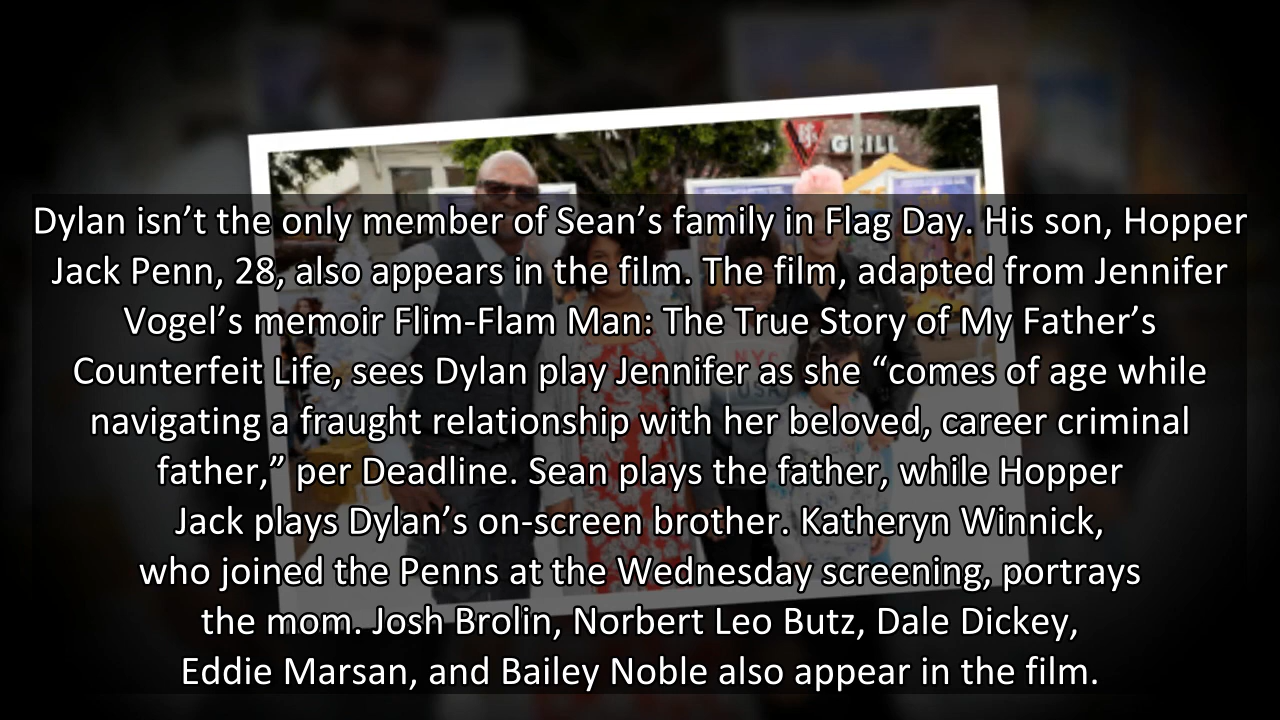 GRILL
Dylan isn’t the only member of Sean’s family in Flag Day. His son, Hopper
Jack Penn, 28, also appears in the film. The film, adapted from Jennifer
Vogel’s memoir Flim-Flam Man: The True Story of My Father’s
Counterfeit Life, sees Dylan play Jennifer as she “comes of age while
navigating a fraught relationship with her beloved, career criminal
father,” per Deadline. Sean plays the father, while Hopper
Jack plays Dylan’s on-screen brother. Katheryn Winnick,
who joined the Penns at the Wednesday screening, portrays
the mom. Josh Brolin, Norbert Leo Butz, Dale Dickey,
Eddie Marsan, and Bailey Noble also appear in the film.
NYC